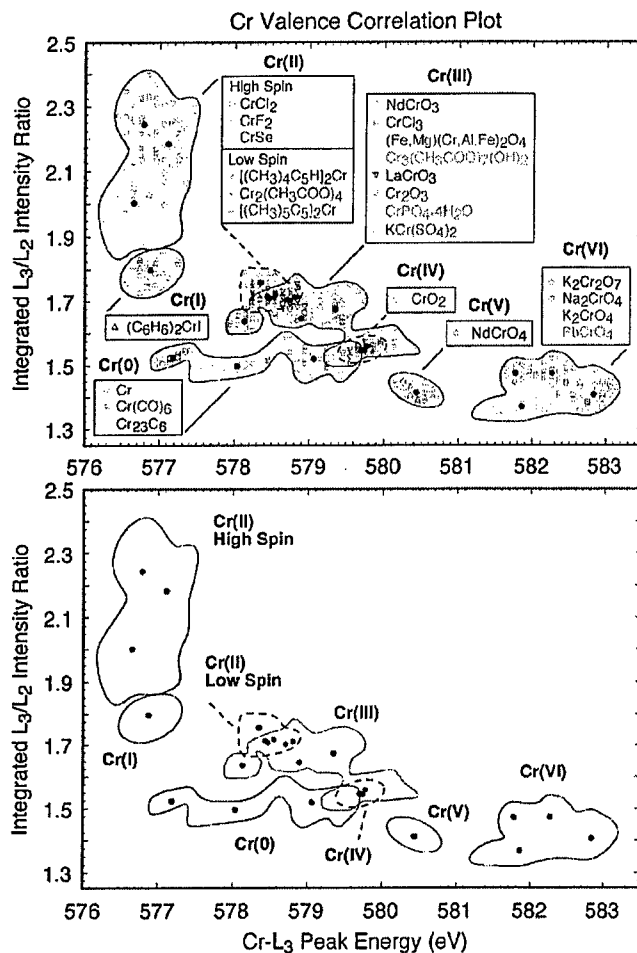 Cr Valence Correlation Plot
Integrated L3/L2 Intensity Ratio
2.5
2.3
2.1
1.9
1.7
1.5
1.3
Cr(II)
High Spin
CrCl2
CrF2
CrSe
Low Spin
[(CH3)4C5H]2Cr
Cr2(CH3COO)4
[(CH3)5C5]2Cr
Cr(III)
NdCrO3
CrCl3
(Fe,Mg)(Cr,Al,Fe)2O4
Cr3(CH3COO)7(OH)2
LaCrO3
Cr2O3
CrPO4·4H2O
KCr(SO4)2
Cr(I)
(C6H6)2CrI
Cr(0)
Cr
Cr(CO)6
Cr23C6
Cr(IV)
CrO2
Cr(V)
NdCrO4
Cr(VI)
K2Cr2O7
Na2CrO4
K2CrO4
PbCrO4
576 577 578 579 580 581 582 583
Integrated L3/L2 Intensity Ratio
2.5
2.3
2.1
1.9
1.7
1.5
1.3
Cr(II)
High Spin
Cr(II)
Low Spin
Cr(I)
Cr(III)
Cr(0)
Cr(IV)
Cr(V)
Cr(VI)
576 577 578 579 580 581 582 583
Cr-L3 Peak Energy (eV)